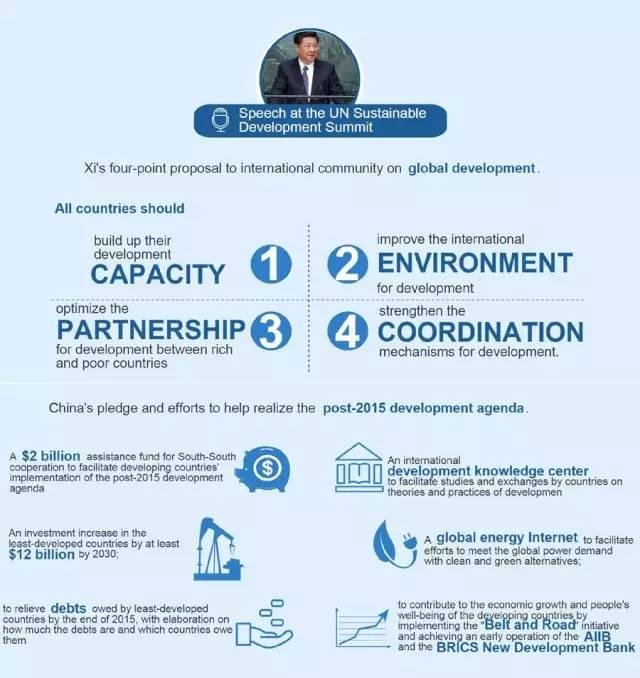 Speech at the UN Sustainable
Development Summit
Xi's four-point proposal to international community on global development.
All countries should
build up their
development
CAPACITY
1
2
improve the international
ENVIRONMENT
for development
optimize the
PARTNERSHIP
for development between rich
and poor countries
3
4
strengthen the
COORDINATION
mechanisms for development.
China's pledge and efforts to help realize the post-2015 development agenda.
A $2 billion assistance fund for South-South
cooperation to facilitate developing countries'
implementation of the post-2015 development
agenda
$
An international
development knowledge center
to facilitate studies and exchanges by countries on
theories and practices of developmen
An investment increase in the
least-developed countries by at least
$12 billion by 2030;
A global energy Internet to facilitate
efforts to meet the global power demand
with clean and green alternatives;
to relieve debts owed by least-developed
countries by the end of 2015, with elaboration on
how much the debts are and which countries owe
them
to contribute to the economic growth and people's
well-being of the developing countries by
implementing the "Belt and Road" initiative
and achieving an early operation of the AIIB
and the BRICS New Development Bank